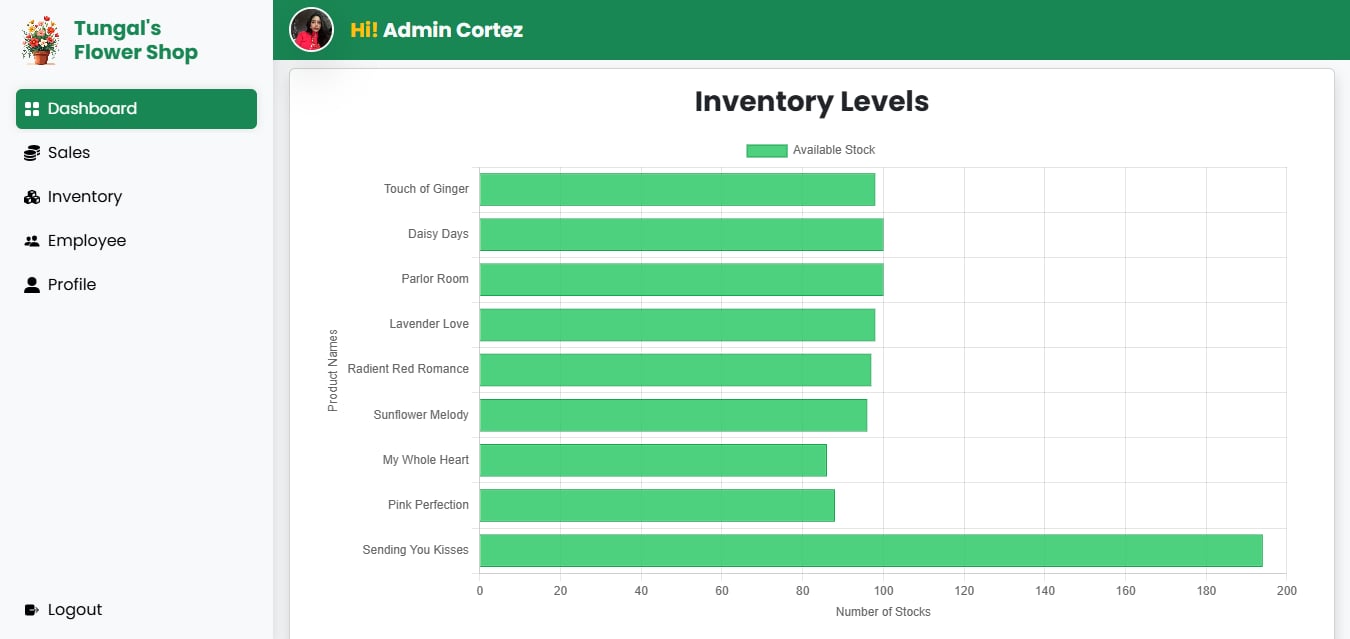 Tungal's
Flower Shop
Dashboard
Sales
Inventory
Employee
Profile
Logout
Hi! Admin Cortez
Inventory Levels
Available Stock
Product Names
Touch of Ginger
Daisy Days
Parlor Room
Lavender Love
Radient Red Romance
Sunflower Melody
My Whole Heart
Pink Perfection
Sending You Kisses
0 20 40 60 80 100 120 140 160 180 200
Number of Stocks